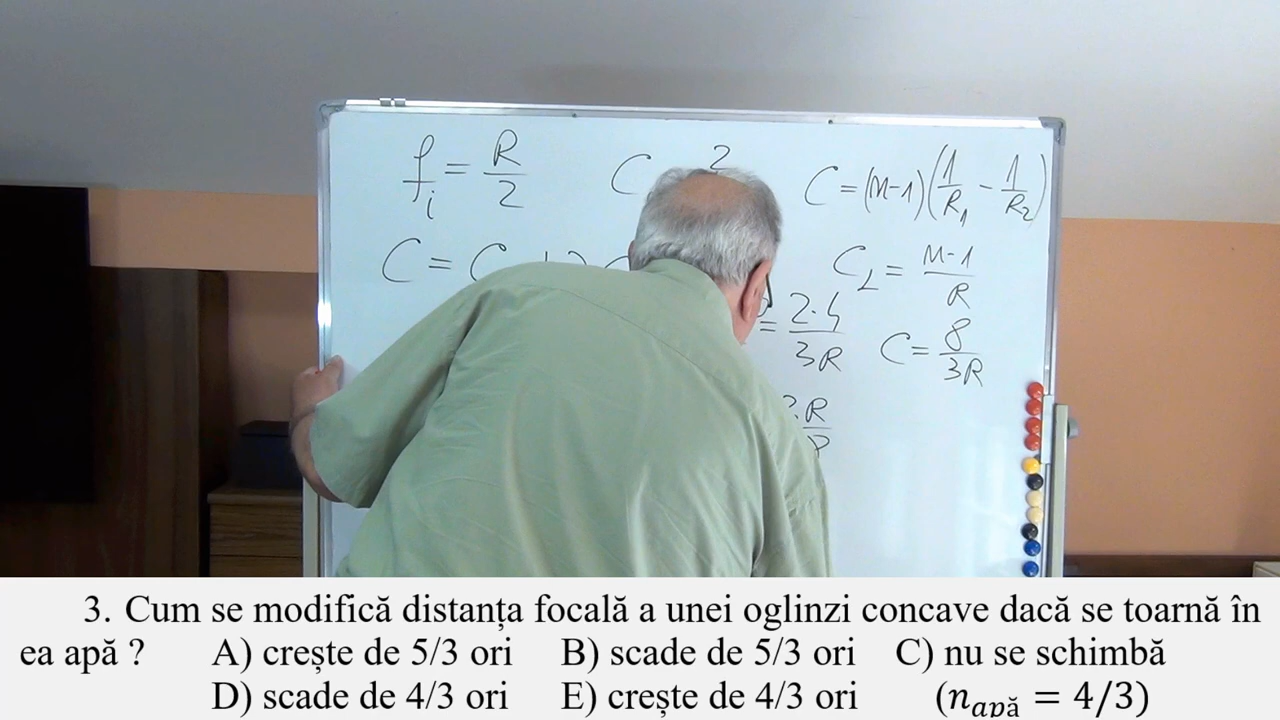 f_i = R/2
C 2
C = (n-1)(1/R₁ - 1/R₂)
C = C
C_L = n-1/R
= 2·4/3R
C = 8/3R
R
3. Cum se modifică distanța focală a unei oglinzi concave dacă se toarnă în
ea apă ? A) crește de 5/3 ori B) scade de 5/3 ori C) nu se schimbă
D) scade de 4/3 ori E) crește de 4/3 ori (n_apă = 4/3)